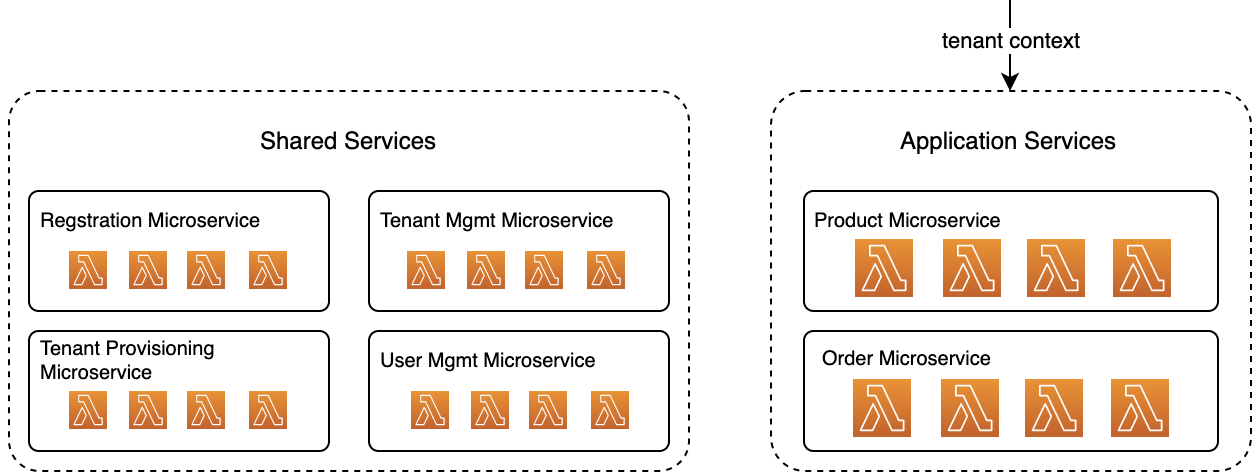 tenant context
Shared Services
Regstration Microservice
Tenant Mgmt Microservice
Tenant Provisioning
Microservice
User Mgmt Microservice
Application Services
Product Microservice
Order Microservice